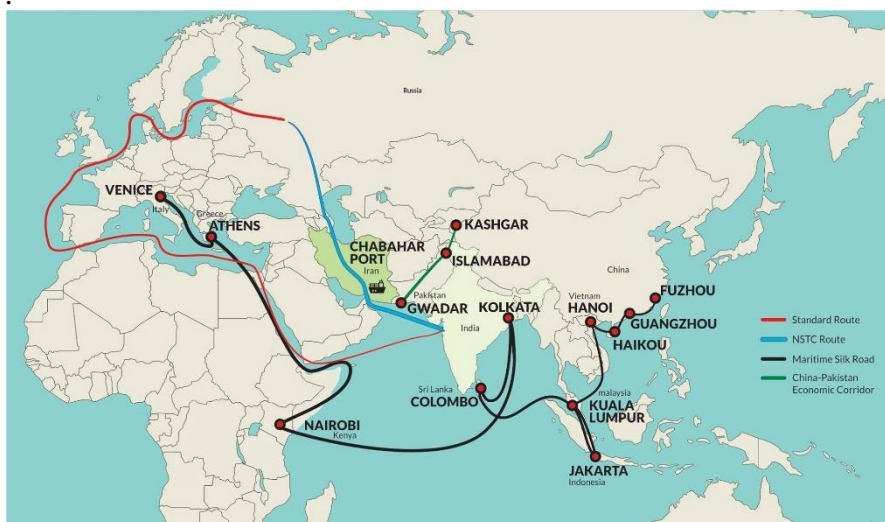 Russia
VENICE
Italy
Greece
ATHENS
KASHGAR
CHABAHAR
PORT
Iran
ISLAMABAD
China
Pakistan
GWADAR
KOLKATA
Vietnam
HANOI
FUZHOU
GUANGZHOU
HAIKOU
India
Standard Route
NSTC Route
Maritime Silk Road
China-Pakistan
Economic Corridor
Sri Lanka
COLOMBO
malaysia
KUALA
LUMPUR
NAIROBI
Kenya
JAKARTA
Indonesia